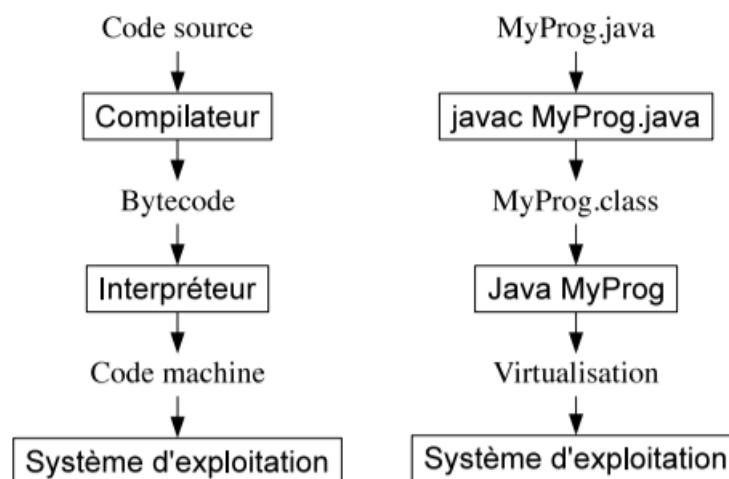 Code source
Compilateur
Bytecode
Interpréteur
Code machine
Système d'exploitation
MyProg.java
javac MyProg.java
MyProg.class
Java MyProg
Virtualisation
Système d'exploitation